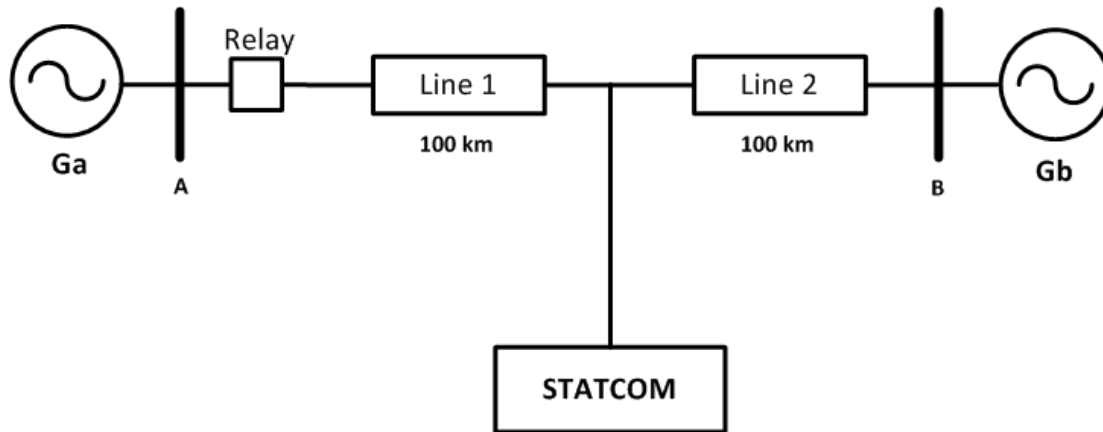 Relay
Line 1
Line 2
100 km
100 km
Ga
A
B
Gb
STATCOM